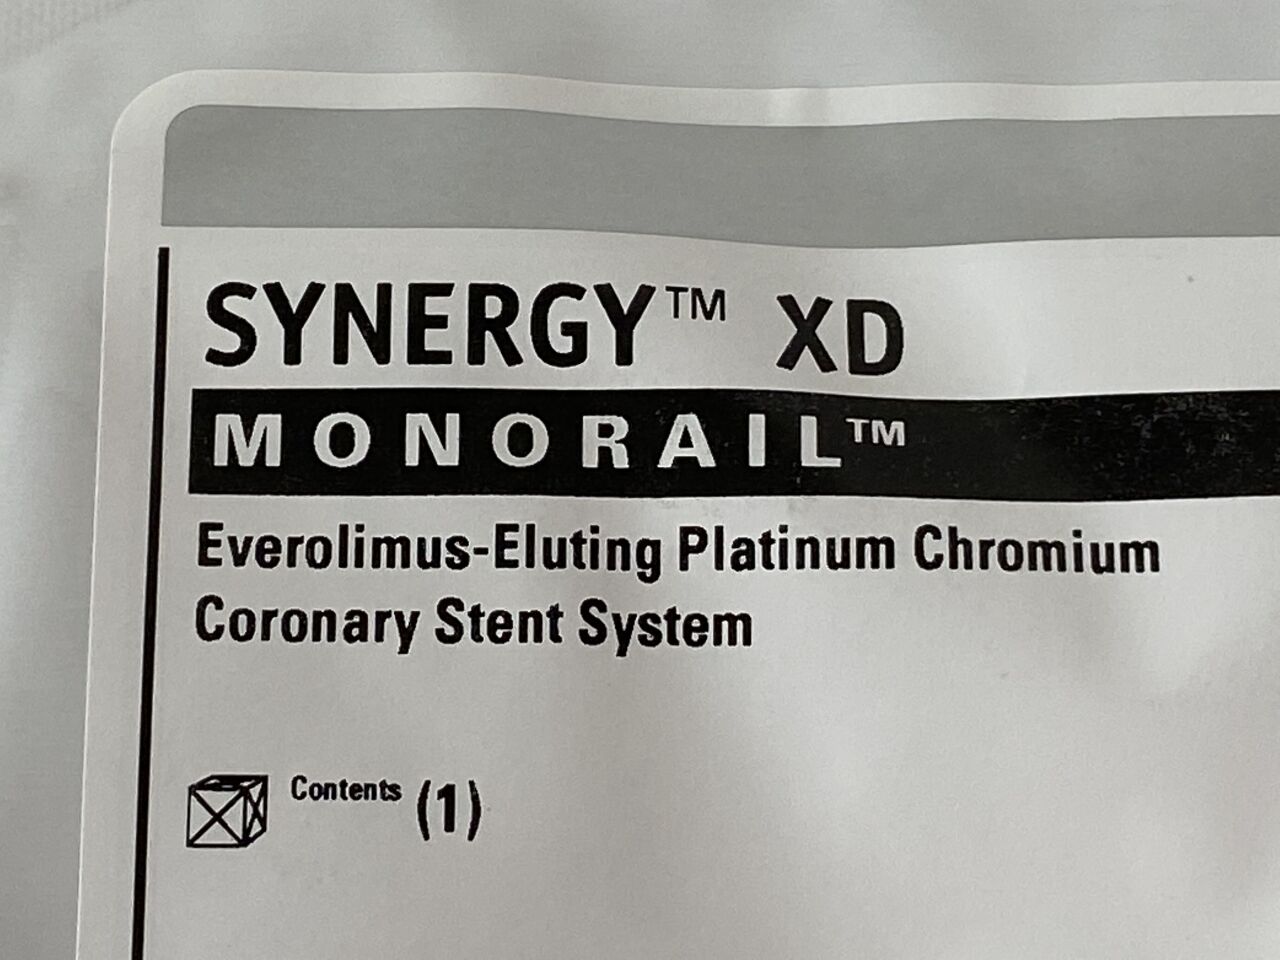 SYNERGY™ XD
MONORAIL™
Everolimus-Eluting Platinum Chromium
Coronary Stent System
Contents (1)